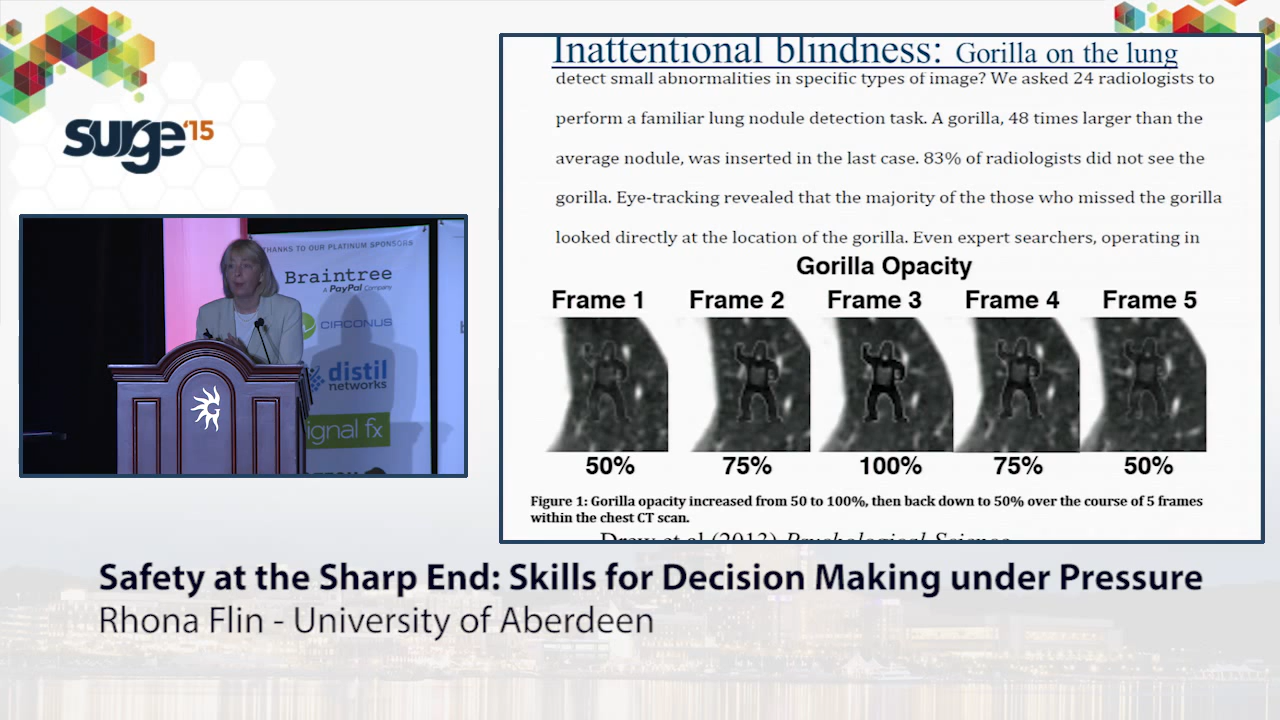 surge '15
THANKS TO OUR PLATINUM SPONSORS
Braintree
A PayPal Company
CIRCONUS
distil
networks
ignal fx
Inattentional blindness: Gorilla on the lung
detect small abnormalities in specific types of image? We asked 24 radiologists to
perform a familiar lung nodule detection task. A gorilla, 48 times larger than the
average nodule, was inserted in the last case. 83% of radiologists did not see the
gorilla. Eye-tracking revealed that the majority of the those who missed the gorilla
looked directly at the location of the gorilla. Even expert searchers, operating in
Gorilla Opacity
Frame 1 Frame 2 Frame 3 Frame 4 Frame 5
50% 75% 100% 75% 50%
Figure 1: Gorilla opacity increased from 50 to 100%, then back down to 50% over the course of 5 frames
within the chest CT scan.
Drew et al (2013) Psychological Science
Safety at the Sharp End: Skills for Decision Making under Pressure
Rhona Flin - University of Aberdeen